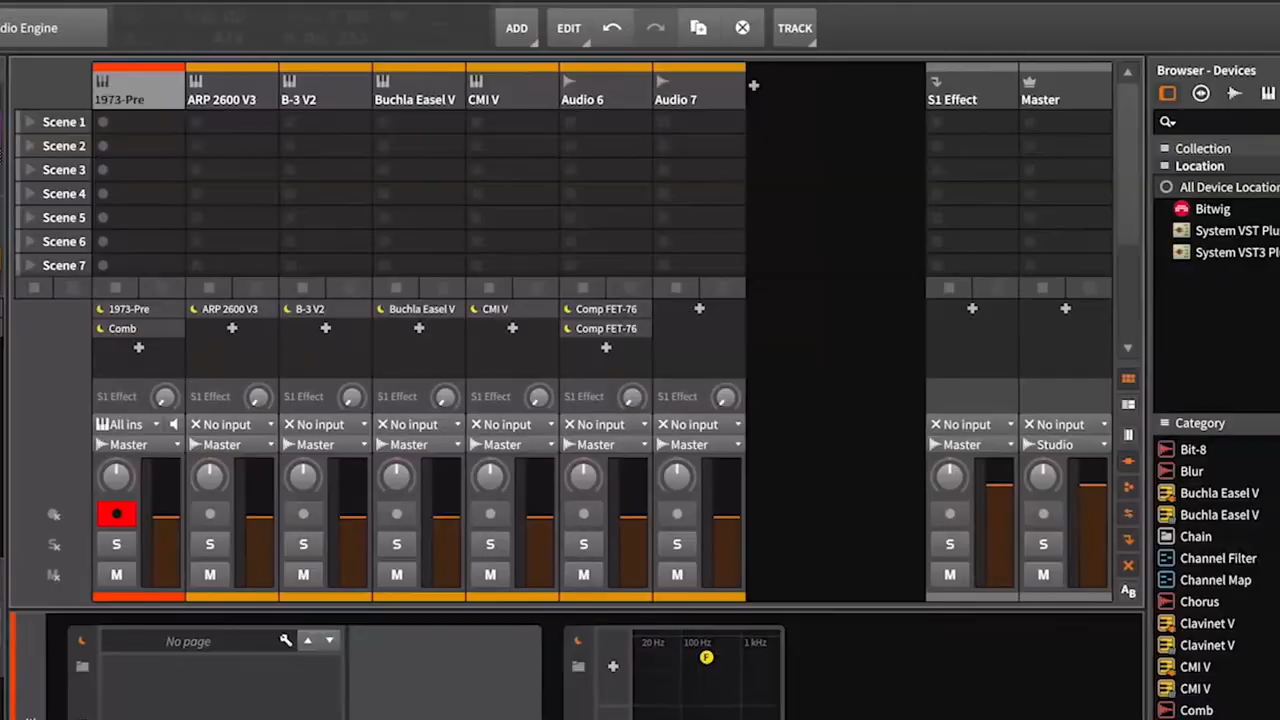 dio Engine
ADD
EDIT
TRACK
1973-Pre
ARP 2600 V3
B-3 V2
Buchla Easel V
CMI V
Audio 6
Audio 7
S1 Effect
Master
Scene 1
Scene 2
Scene 3
Scene 4
Scene 5
Scene 6
Scene 7
1973-Pre
ARP 2600 V3
B-3 V2
Buchla Easel V
CMI V
Comp FET-76
Comb
Comp FET-76
S1 Effect
S1 Effect
S1 Effect
S1 Effect
S1 Effect
S1 Effect
S1 Effect
All ins
No input
No input
No input
No input
No input
No input
No input
No input
Master
Master
Master
Master
Master
Master
Master
Master
Studio
S
S
S
S
S
S
S
S
S
M
M
M
M
M
M
M
M
M
AB
No page
20 Hz
100 Hz
1 kHz
F
Browser - Devices
Collection
Location
All Device Locatio
Bitwig
System VST Plu
System VST3 Pl
Category
Bit-8
Blur
Buchla Easel V
Buchla Easel V
Chain
Channel Filter
Channel Map
Chorus
Clavinet V
Clavinet V
CMI V
CMI V
Comb